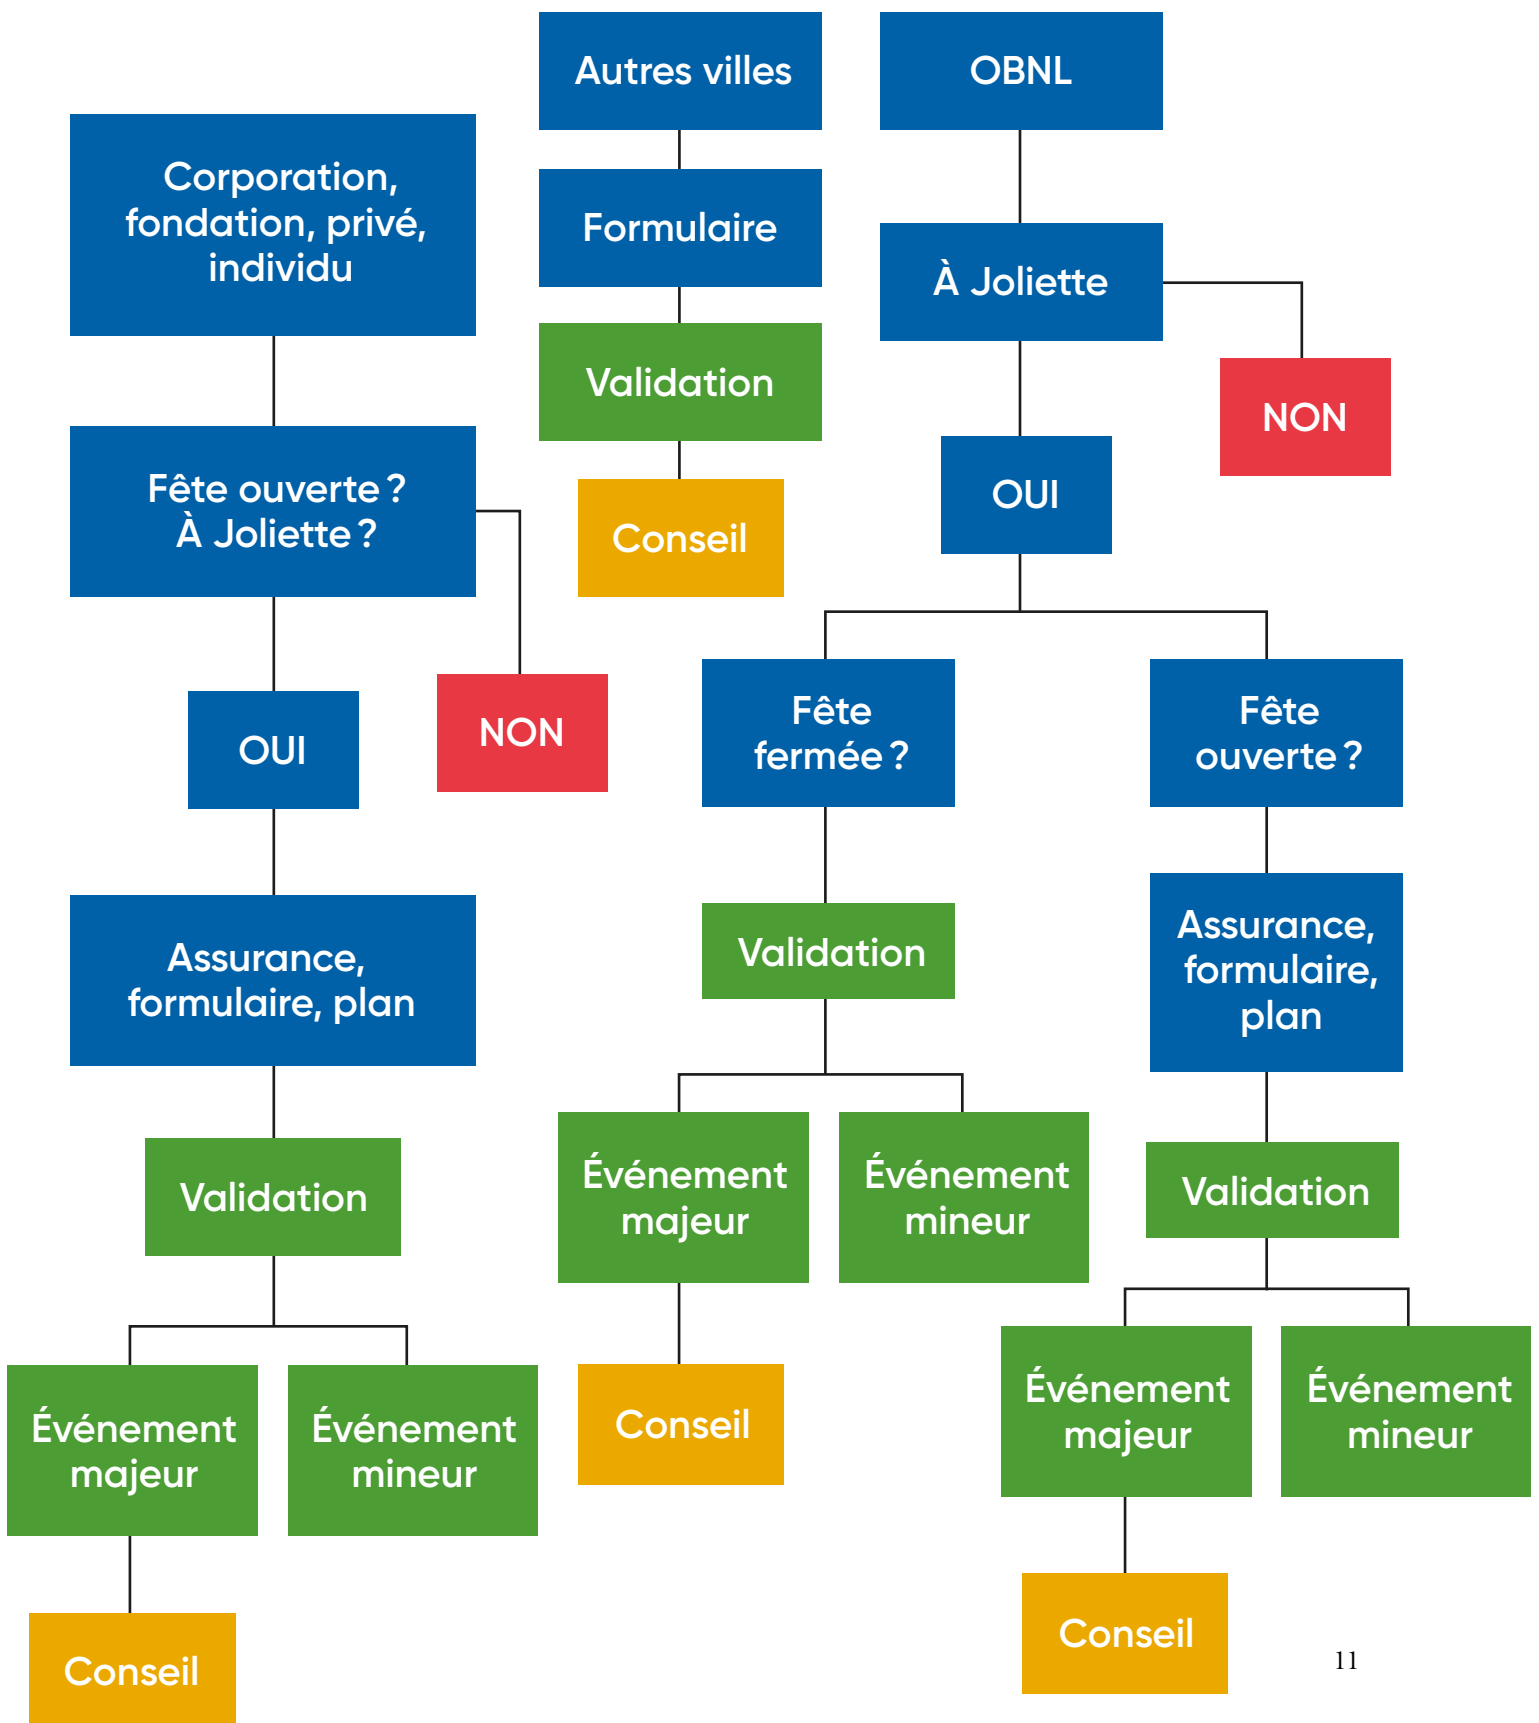 Corporation,
fondation, privé,
individu
Fête ouverte ?
À Joliette ?
NON
OUI
Assurance,
formulaire, plan
Validation
Événement
majeur
Événement
mineur
Conseil
Autres villes
Formulaire
Validation
Conseil
OBNL
À Joliette
NON
OUI
Fête
fermée ?
Validation
Événement
majeur
Événement
mineur
Conseil
Fête
ouverte ?
Assurance,
formulaire,
plan
Validation
Événement
majeur
Événement
mineur
Conseil
11